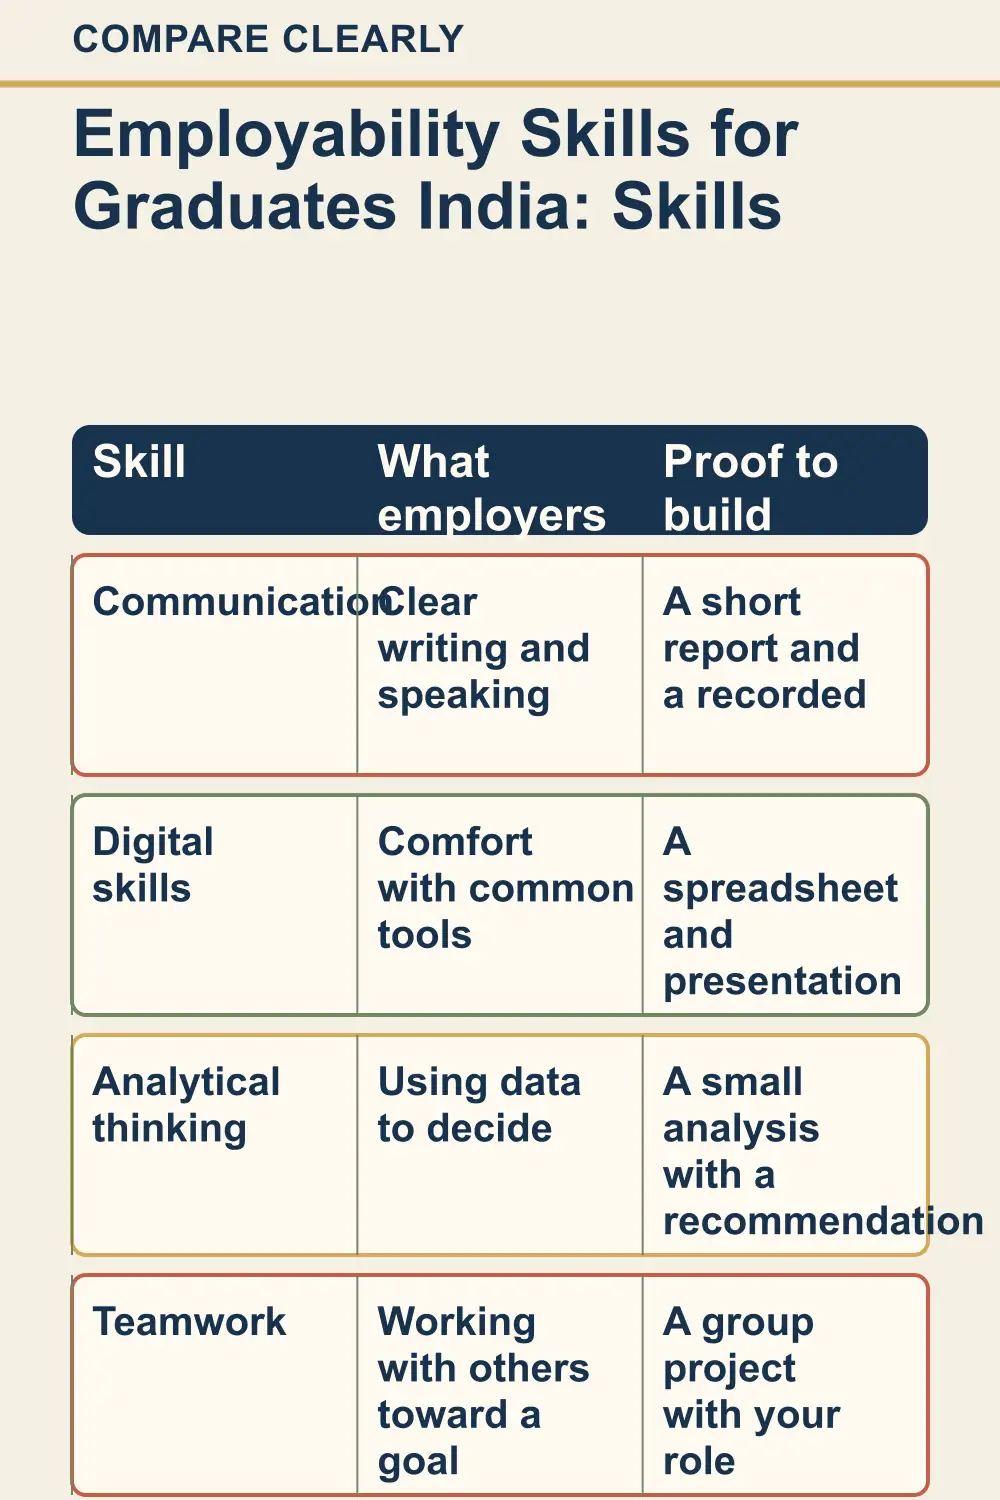 COMPARE CLEARLY
Employability Skills for
Graduates India: Skills
Skill
What
employers
Proof to
build
Communication
Clear
writing and
speaking
A short
report and
a recorded
Digital
skills
Comfort
with common
tools
A
spreadsheet
and
presentation
Analytical
thinking
Using data
to decide
A small
analysis
with a
recommendation
Teamwork
Working
with others
toward a
goal
A group
project
with your
role